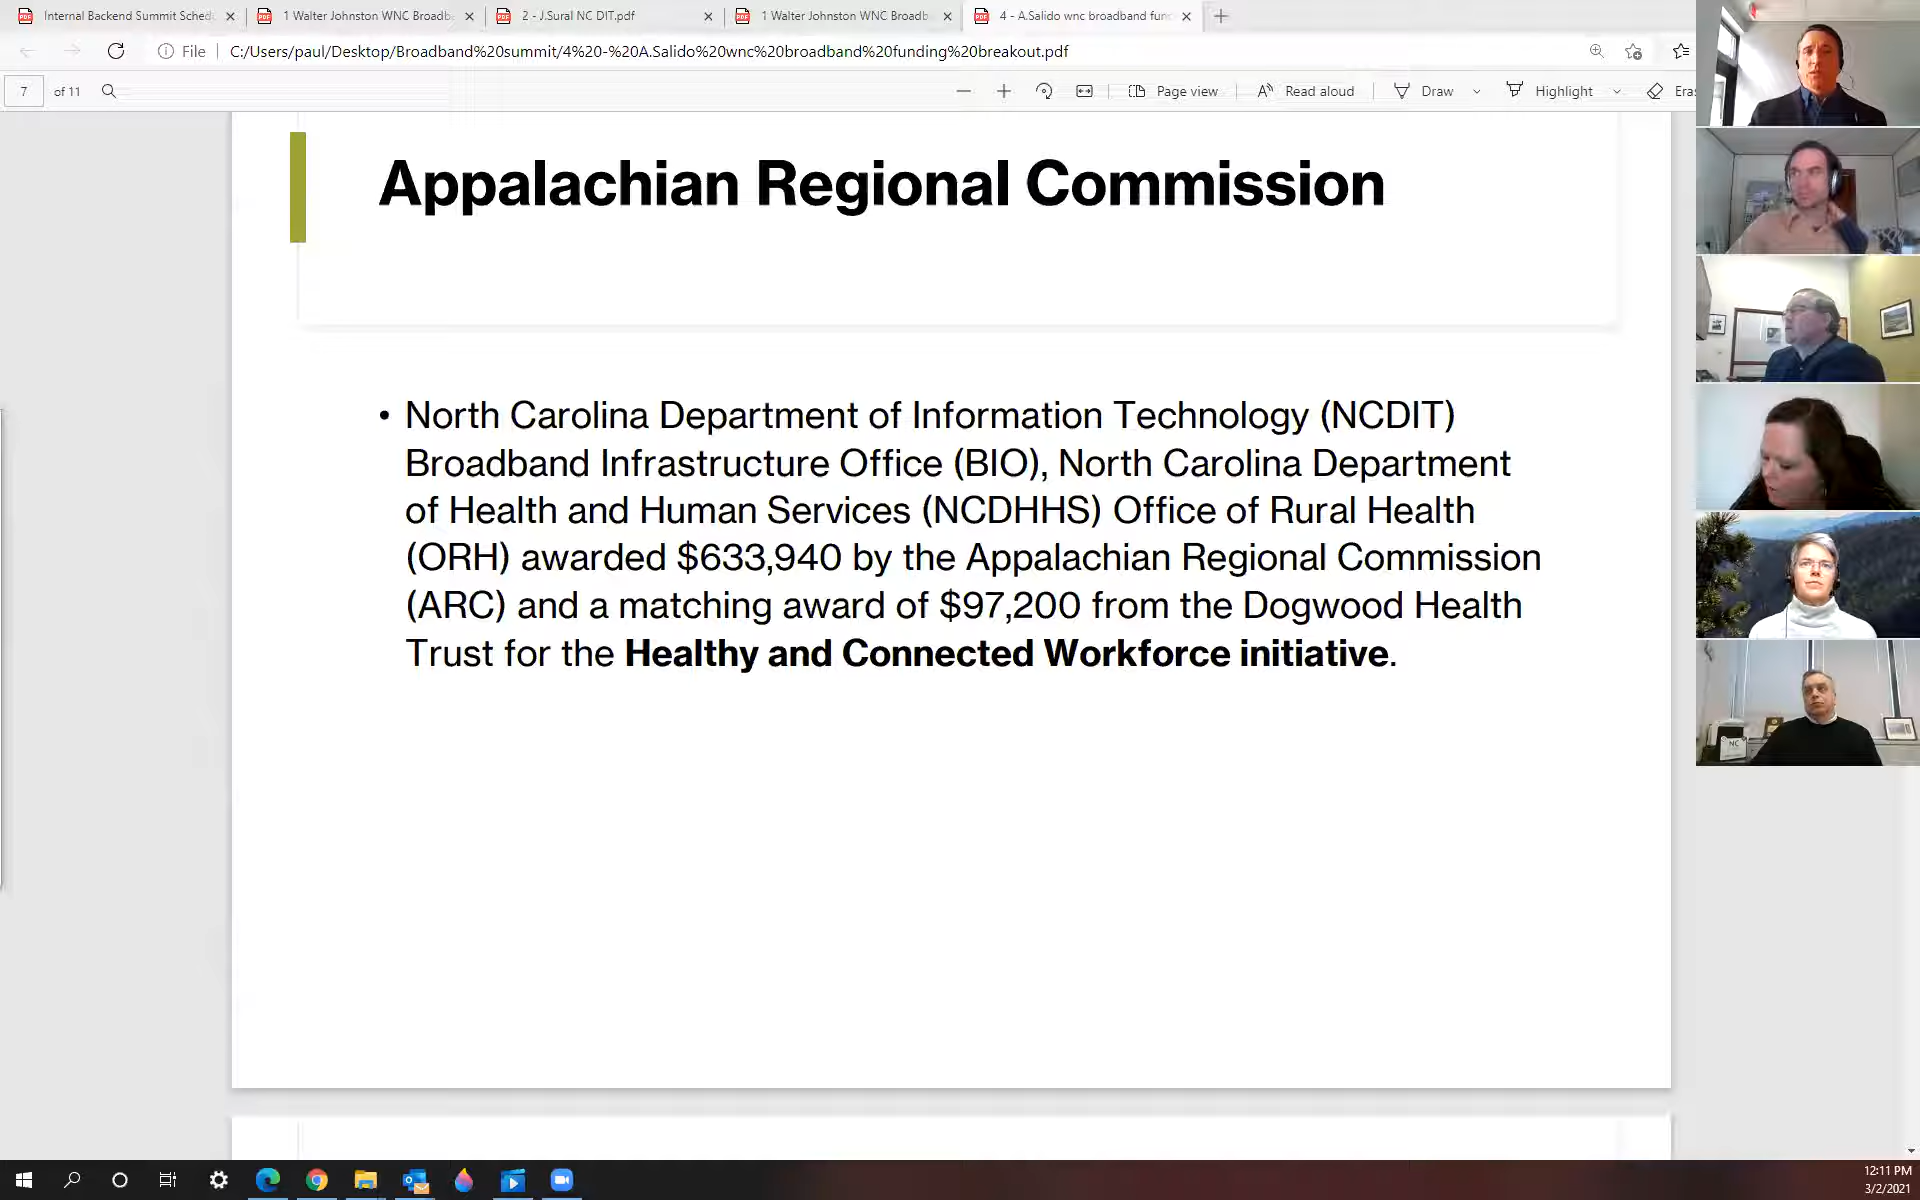 Internal Backend Summit Sched
1 Walter Johnston WNC Broadb
2 - J.Sural NC DIT.pdf
1 Walter Johnston WNC Broadb
4 - A.Salido wnc broadband fun
File
C:/Users/paul/Desktop/Broadband%20summit/4%20-%20A.Salido%20wnc%20broadband%20funding%20breakout.pdf
7 of 11
Page view
Read aloud
Draw
Highlight
Eras
Appalachian Regional Commission
• North Carolina Department of Information Technology (NCDIT)
Broadband Infrastructure Office (BIO), North Carolina Department
of Health and Human Services (NCDHHS) Office of Rural Health
(ORH) awarded $633,940 by the Appalachian Regional Commission
(ARC) and a matching award of $97,200 from the Dogwood Health
Trust for the Healthy and Connected Workforce initiative.
NC
12:11 PM
3/2/2021